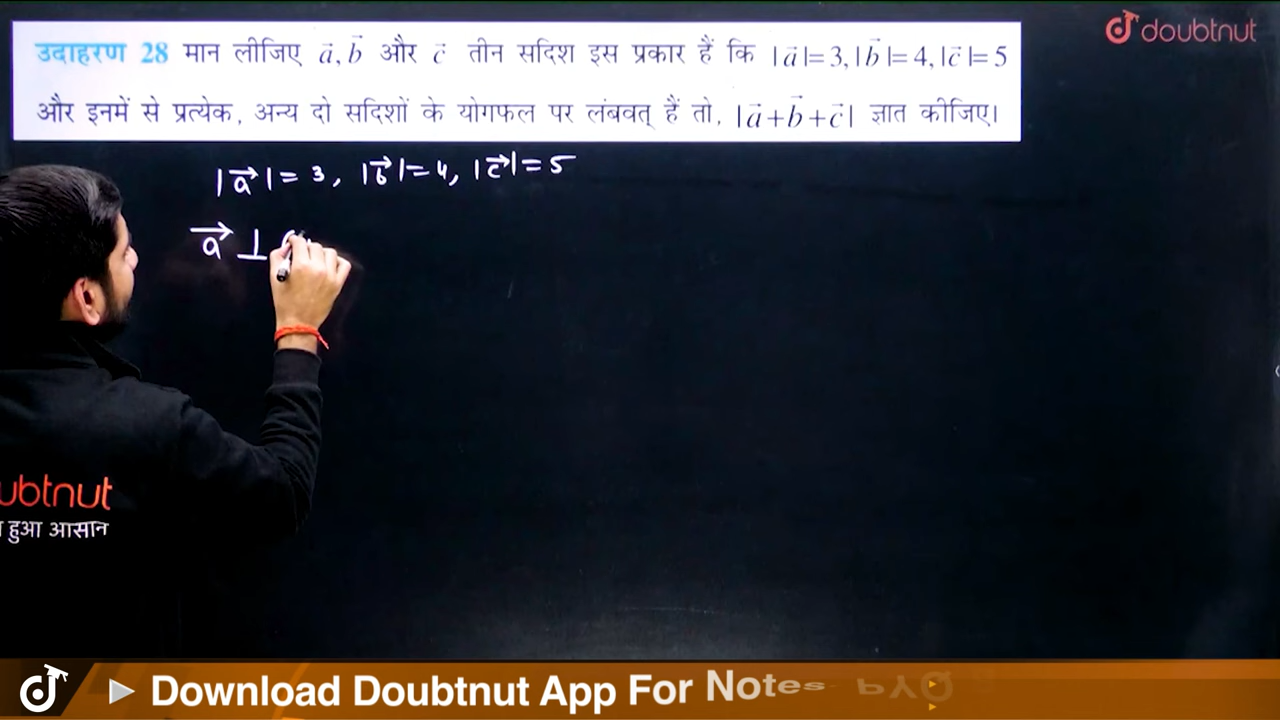 उदाहरण 28 मान लीजिए a⃗, b⃗ और c⃗ तीन सदिश इस प्रकार हैं कि |a⃗|=3, |b⃗|=4, |c⃗|=5
और इनमें से प्रत्येक, अन्य दो सदिशों के योगफल पर लंबवत् हैं तो, |a⃗+b⃗+c⃗| ज्ञात कीजिए।
doubtnut
|a⃗| = 3, |b⃗| = 4, |c⃗| = 5
a⃗ ⊥
ubtnut
हुआ आसान
Download Doubtnut App For Notes